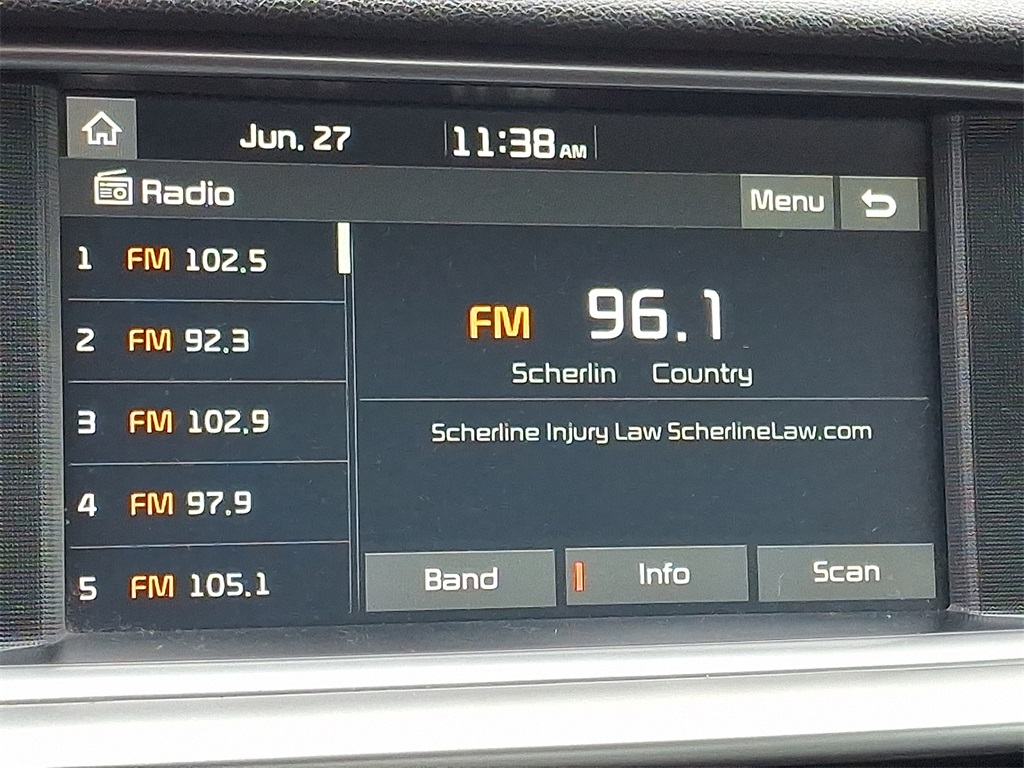 Jun. 27 11:38 AM
Radio Menu
1 FM 102.5
2 FM 92.3
3 FM 102.9
4 FM 97.9
5 FM 105.1
FM 96.1
Scherlin Country
Scherline Injury Law ScherlineLaw.com
Band Info Scan